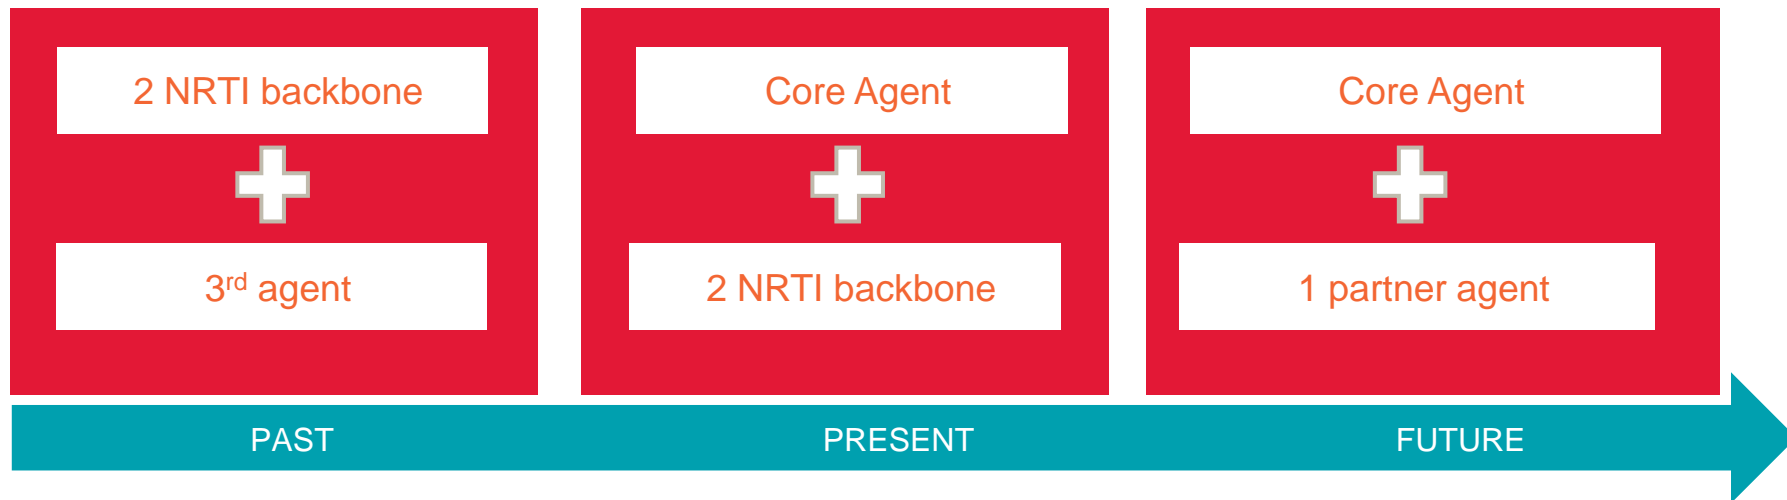 2 NRTI backbone
3rd agent
Core Agent
2 NRTI backbone
Core Agent
1 partner agent
PAST
PRESENT
FUTURE